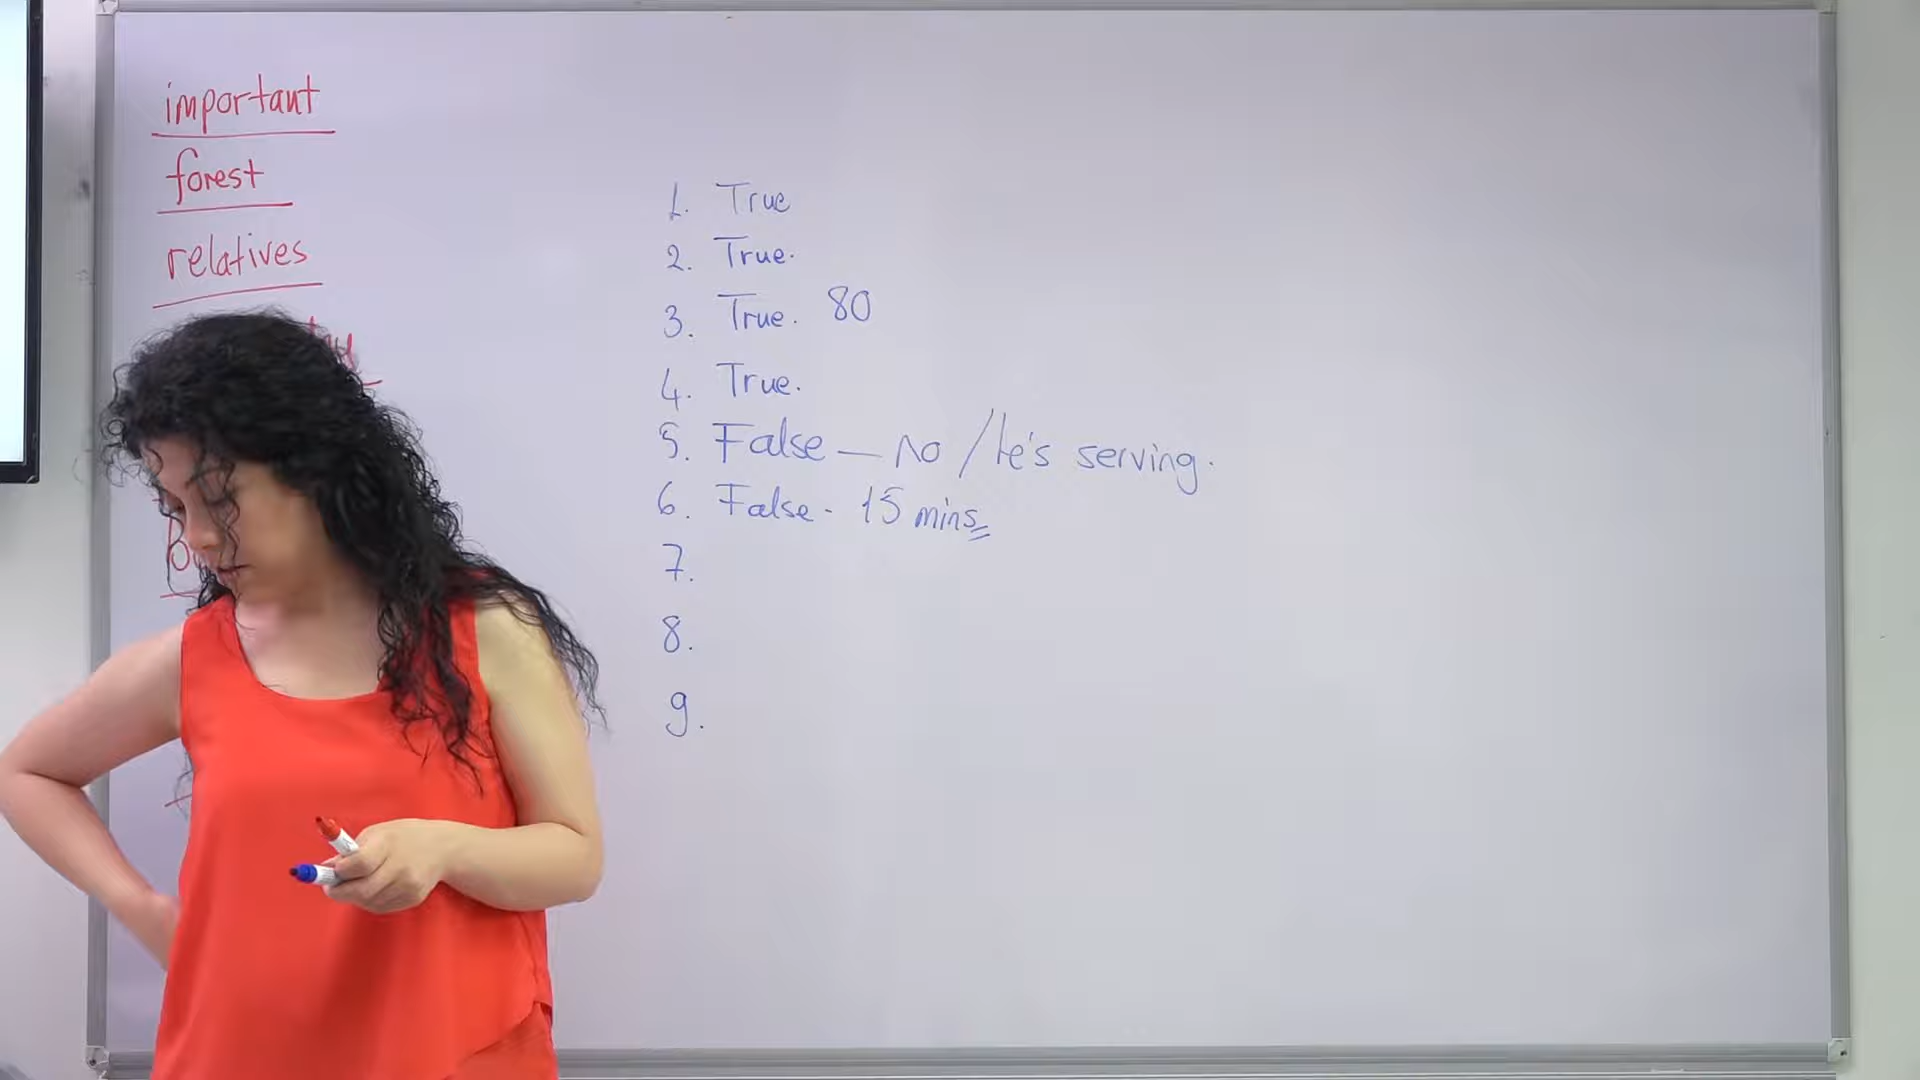 important
forest
relatives
1. True
2. True.
3. True. 80
4. True.
5. False — no / he's serving.
6. False - 15 mins
7.
8.
9.